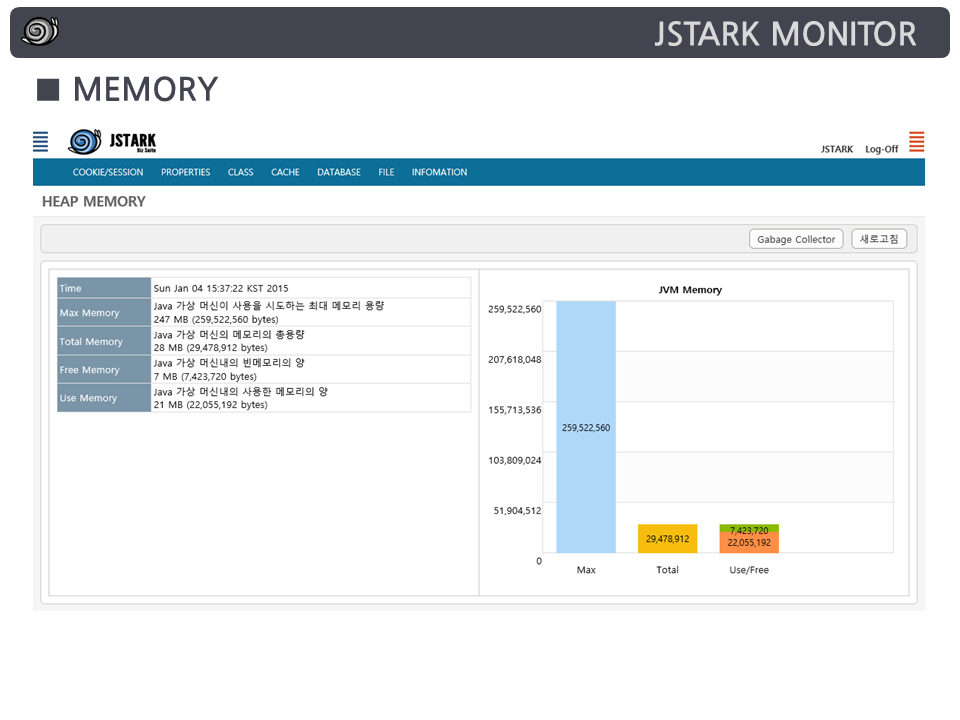 JSTARK MONITOR
■ MEMORY
JSTARK
Biz Suite
JSTARK Log-Off
COOKIE/SESSION PROPERTIES CLASS CACHE DATABASE FILE INFOMATION
HEAP MEMORY
Gabage Collector 새로고침
Time Sun Jan 04 15:37:22 KST 2015
Max Memory Java 가상 머신이 사용을 시도하는 최대 메모리 용량
247 MB (259,522,560 bytes)
Total Memory Java 가상 머신의 메모리의 총용량
28 MB (29,478,912 bytes)
Free Memory Java 가상 머신내의 빈메모리의 양
7 MB (7,423,720 bytes)
Use Memory Java 가상 머신내의 사용한 메모리의 양
21 MB (22,055,192 bytes)
JVM Memory
259,522,560
207,618,048
155,713,536
103,809,024
51,904,512
0
259,522,560
29,478,912
7,423,720
22,055,192
Max Total Use/Free